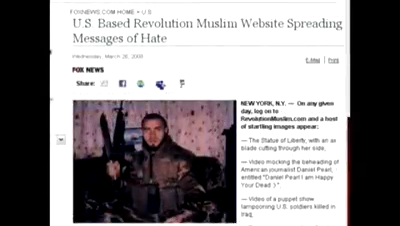 FOXNEWS.COM HOME > U.S.
U.S. Based Revolution Muslim Website Spreading
Messages of Hate
Wednesday, March 26, 2008
FOX NEWS
Share:
NEW YORK, N.Y. — On any given
day, log on to
RevolutionMuslim.com and a host
of startling images appear:
— The Statue of Liberty, with an ax
blade cutting through her side;
— Video mocking the beheading of
American journalist Daniel Pearl,
entitled "Daniel Pearl I am Happy
Your Dead :)";
— Video of a puppet show
lampooning U.S. soldiers killed in
Iraq.